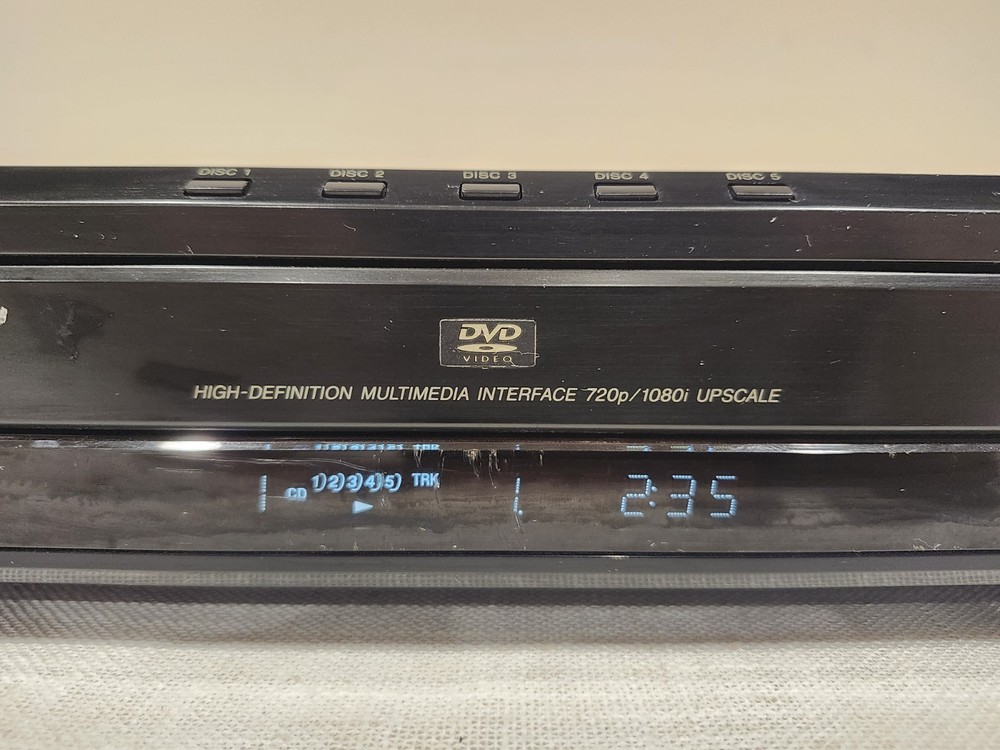 DISC 1 DISC 2 DISC 3 DISC 4 DISC 5
DVD
VIDEO
HIGH-DEFINITION MULTIMEDIA INTERFACE 720p/1080i UPSCALE
1 CD 1)2)3)4)5) TRK 1. 2:35